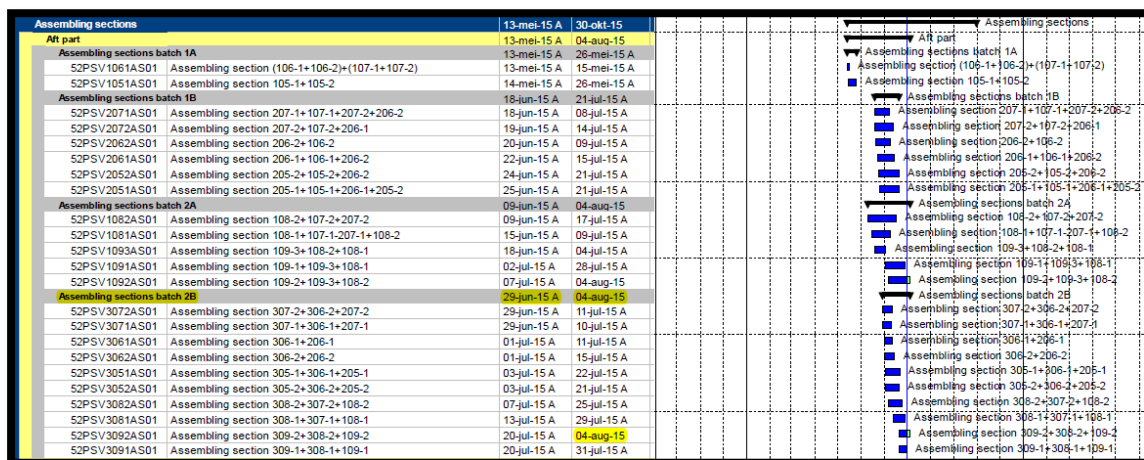 Assembling sections 13-mei-15 A 30-okt-15 Assembling sections
Aft part 13-mei-15 A 04-aug-15 Aft part
Assembling sections batch 1A 13-mei-15 A 26-mei-15 A Assembling sections batch 1A
52PSV1061AS01 Assembling section (106-1+106-2)+(107-1+107-2) 13-mei-15 A 15-mei-15 A Assembling section (106-1+106-2)+(107-1+107-2)
52PSV1051AS01 Assembling section 105-1+105-2 14-mei-15 A 26-mei-15 A Assembling section 105-1+105-2
Assembling sections batch 1B 18-jun-15 A 21-jul-15 A Assembling sections batch 1B
52PSV2071AS01 Assembling section 207-1+107-1+207-2+206-2 18-jun-15 A 08-jul-15 A Assembling section 207-1+107-1+207-2+206-2
52PSV2072AS01 Assembling section 207-2+107-2+206-1 19-jun-15 A 14-jul-15 A Assembling section 207-2+107-2+206-1
52PSV2062AS01 Assembling section 206-2+106-2 20-jun-15 A 09-jul-15 A Assembling section 206-2+106-2
52PSV2061AS01 Assembling section 206-1+106-1+206-2 22-jun-15 A 15-jul-15 A Assembling section 206-1+106-1+206-2
52PSV2052AS01 Assembling section 205-2+105-2+206-2 24-jun-15 A 21-jul-15 A Assembling section 205-2+105-2+206-2
52PSV2051AS01 Assembling section 205-1+105-1+206-1+205-2 25-jun-15 A 21-jul-15 A Assembling section 205-1+105-1+206-1+205-2
Assembling sections batch 2A 09-jun-15 A 04-aug-15 Assembling sections batch 2A
52PSV1082AS01 Assembling section 108-2+107-2+207-2 09-jun-15 A 17-jul-15 A Assembling section 108-2+107-2+207-2
52PSV1081AS01 Assembling section 108-1+107-1-207-1+108-2 15-jun-15 A 09-jul-15 A Assembling section 108-1+107-1-207-1+108-2
52PSV1093AS01 Assembling section 109-3+108-2+108-1 18-jun-15 A 04-jul-15 A Assembling section 109-3+108-2+108-1
52PSV1091AS01 Assembling section 109-1+109-3+108-1 02-jul-15 A 28-jul-15 A Assembling section 109-1+109-3+108-1
52PSV1092AS01 Assembling section 109-2+109-3+108-2 07-jul-15 A 04-aug-15 Assembling section 109-2+109-3+108-2
Assembling sections batch 2B 29-jun-15 A 04-aug-15 Assembling sections batch 2B
52PSV3072AS01 Assembling section 307-2+306-2+207-2 29-jun-15 A 11-jul-15 A Assembling section 307-2+306-2+207-2
52PSV3071AS01 Assembling section 307-1+306-1+207-1 29-jun-15 A 10-jul-15 A Assembling section 307-1+306-1+207-1
52PSV3061AS01 Assembling section 306-1+206-1 01-jul-15 A 11-jul-15 A Assembling section 306-1+206-1
52PSV3062AS01 Assembling section 306-2+206-2 01-jul-15 A 15-jul-15 A Assembling section 306-2+206-2
52PSV3051AS01 Assembling section 305-1+306-1+205-1 03-jul-15 A 22-jul-15 A Assembling section 305-1+306-1+205-1
52PSV3052AS01 Assembling section 305-2+306-2+205-2 03-jul-15 A 21-jul-15 A Assembling section 305-2+306-2+205-2
52PSV3082AS01 Assembling section 308-2+307-2+108-2 07-jul-15 A 25-jul-15 A Assembling section 308-2+307-2+108-2
52PSV3081AS01 Assembling section 308-1+307-1+108-1 13-jul-15 A 29-jul-15 A Assembling section 308-1+307-1+108-1
52PSV3092AS01 Assembling section 309-2+308-2+109-2 20-jul-15 A 04-aug-15 Assembling section 309-2+308-2+109-2
52PSV3091AS01 Assembling section 309-1+308-1+109-1 20-jul-15 A 31-jul-15 A Assembling section 309-1+308-1+109-1